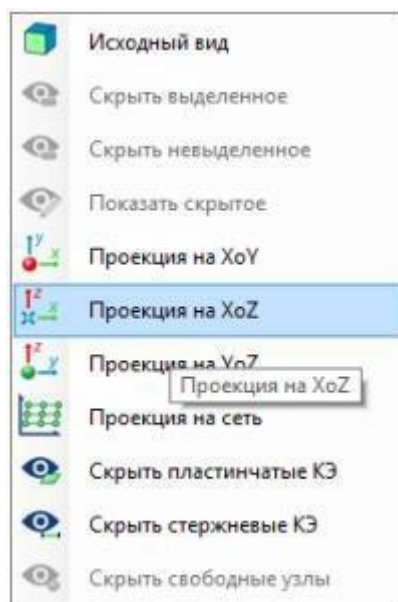 Исходный вид
Скрыть выделенное
Скрыть невыделенное
Показать скрытое
Проекция на XoY
Проекция на XoZ
Проекция на YoZ
Проекция на XoZ
Проекция на сеть
Скрыть пластинчатые КЭ
Скрыть стержневые КЭ
Скрыть свободные узлы